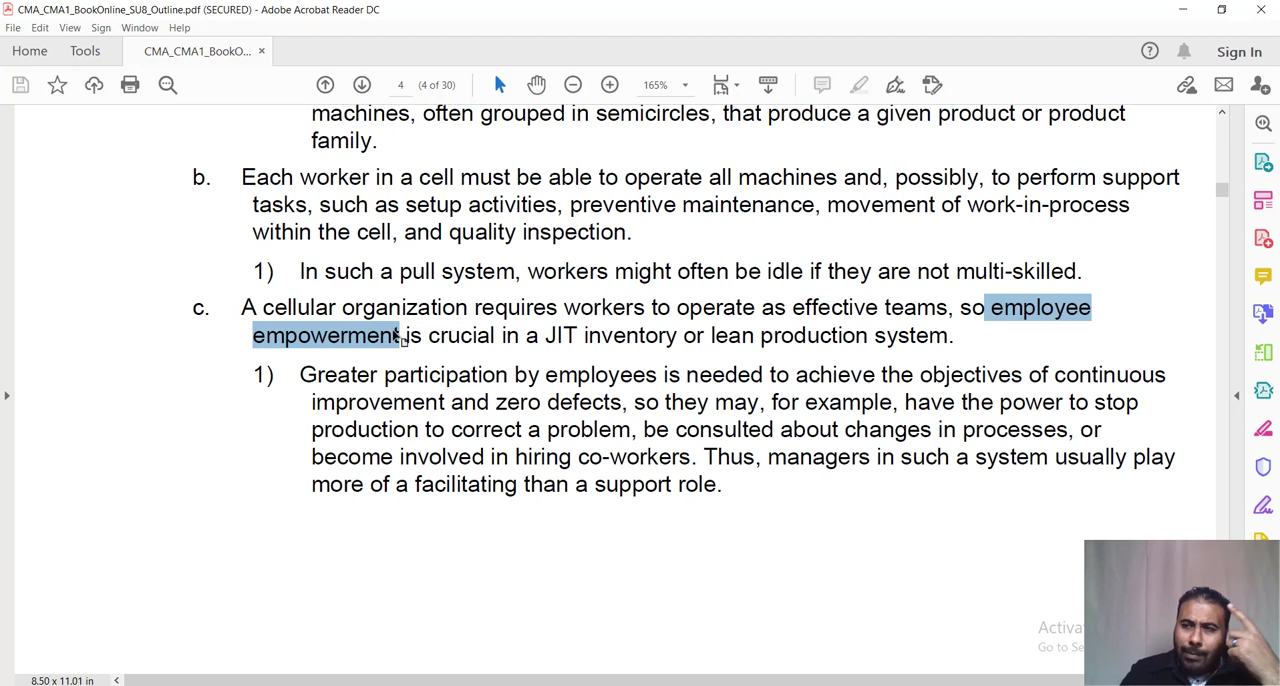 CMA_CMA1_BookOnline_SU8_Outline.pdf (SECURED) - Adobe Acrobat Reader DC
File Edit View Sign Window Help
Home Tools CMA_CMA1_BookO... × Sign In
4 (4 of 30) 165%
machines, often grouped in semicircles, that produce a given product or product
family.
b. Each worker in a cell must be able to operate all machines and, possibly, to perform support
tasks, such as setup activities, preventive maintenance, movement of work-in-process
within the cell, and quality inspection.
1) In such a pull system, workers might often be idle if they are not multi-skilled.
c. A cellular organization requires workers to operate as effective teams, so employee
empowerment is crucial in a JIT inventory or lean production system.
1) Greater participation by employees is needed to achieve the objectives of continuous
improvement and zero defects, so they may, for example, have the power to stop
production to correct a problem, be consulted about changes in processes, or
become involved in hiring co-workers. Thus, managers in such a system usually play
more of a facilitating than a support role.
Go to
8.50 x 11.01 in